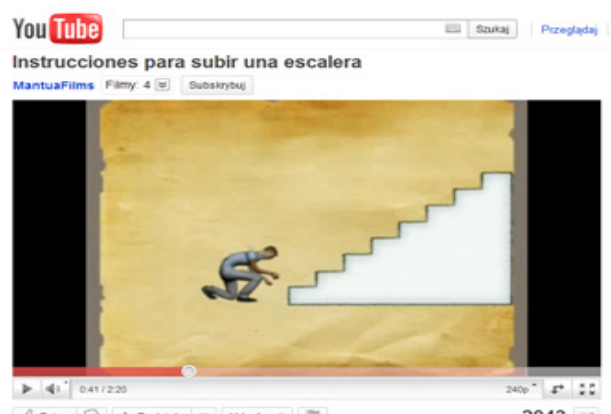 YouTube Szukaj Przeglądaj
Instrucciones para subir una escalera
MantuaFilms Filmy: 4 Subskrybuj
0:41 / 2:20 240p